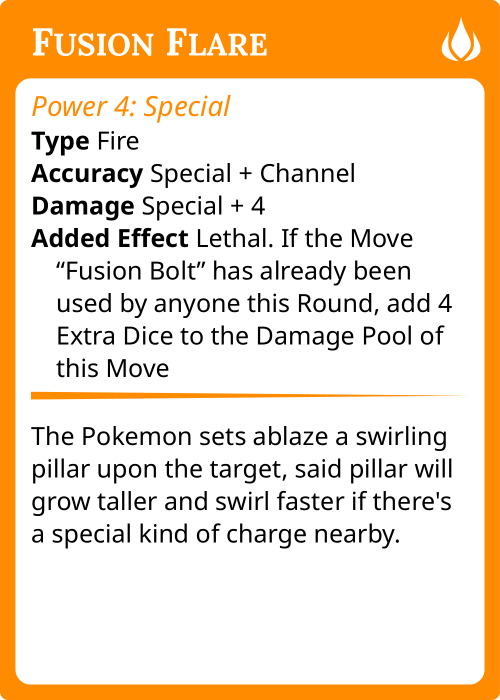 Fusion Flare
Power 4: Special
Type Fire
Accuracy Special + Channel
Damage Special + 4
Added Effect Lethal. If the Move
“Fusion Bolt” has already been
used by anyone this Round, add 4
Extra Dice to the Damage Pool of
this Move
The Pokemon sets ablaze a swirling
pillar upon the target, said pillar will
grow taller and swirl faster if there's
a special kind of charge nearby.